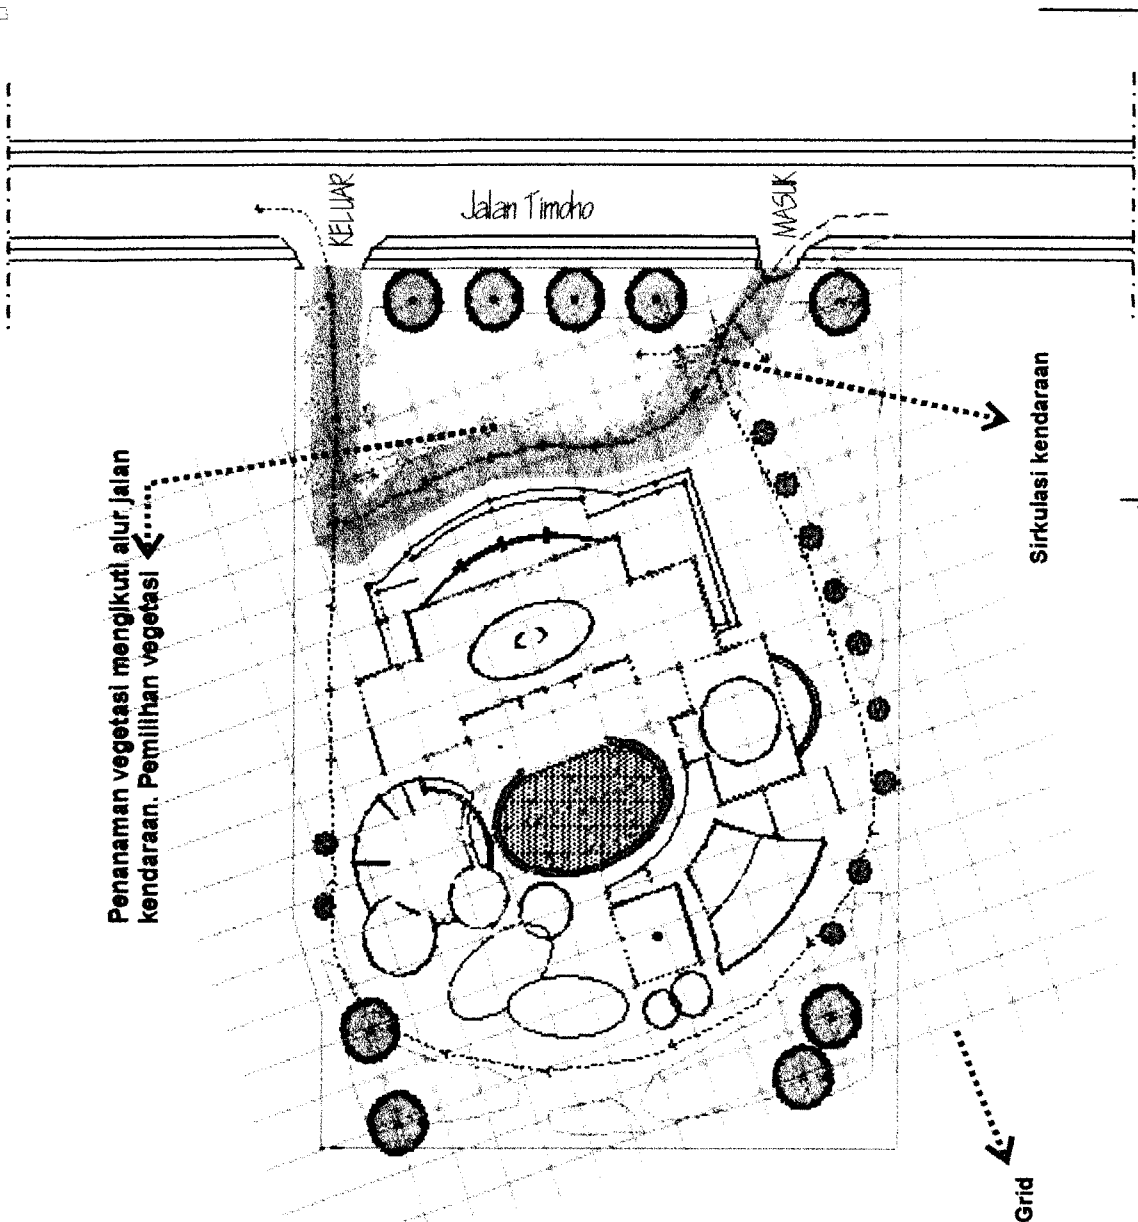 KELUAR
Jalan Timoho
MASUK
Penanaman vegetasi mengikuti alur jalan
kendaraan. Pemilihan vegetasi
Sirkulasi kendaraan
Grid